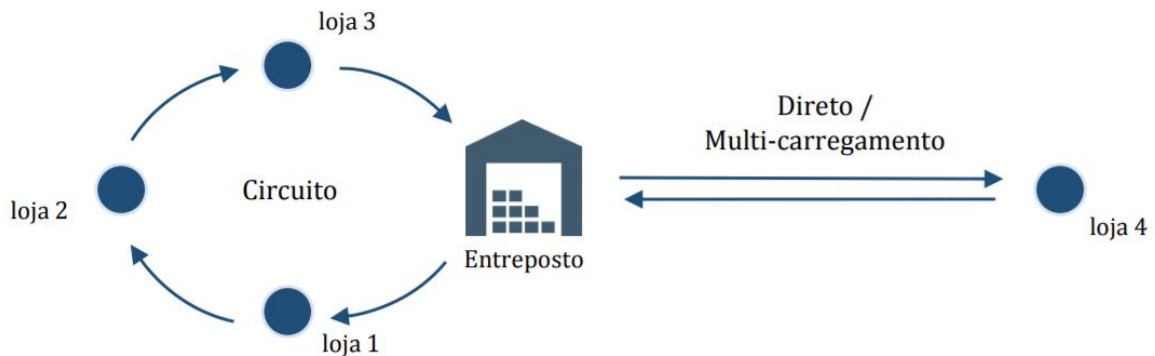 loja 3
Direto /
Multi-carregamento
loja 2
Circuito
loja 4
Entreposto
loja 1